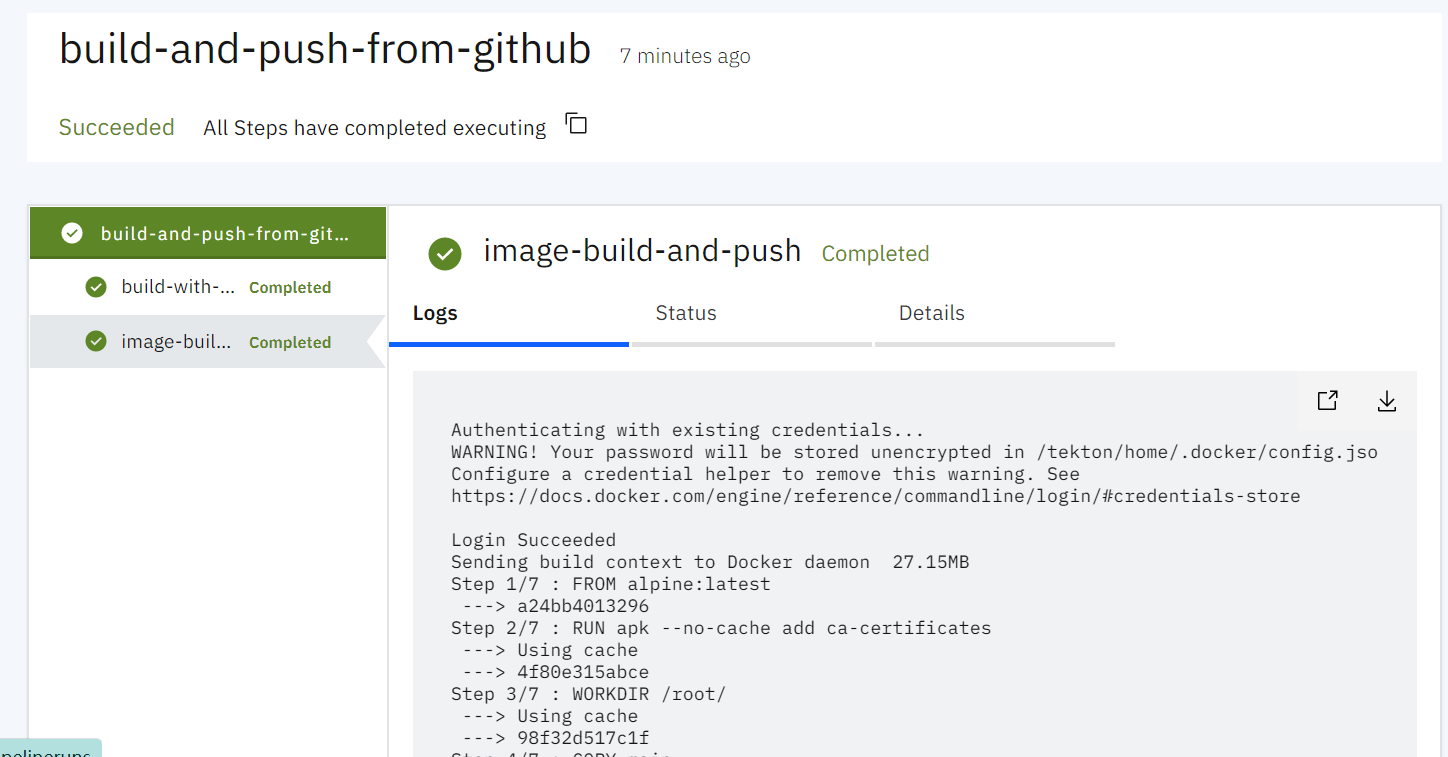 build-and-push-from-github 7 minutes ago
Succeeded All Steps have completed executing
build-and-push-from-git...
build-with-... Completed
image-buil... Completed
image-build-and-push Completed
Logs Status Details
Authenticating with existing credentials...
WARNING! Your password will be stored unencrypted in /tekton/home/.docker/config.jso
Configure a credential helper to remove this warning. See
https://docs.docker.com/engine/reference/commandline/login/#credentials-store
Login Succeeded
Sending build context to Docker daemon  27.15MB
Step 1/7 : FROM alpine:latest
 ---> a24bb4013296
Step 2/7 : RUN apk --no-cache add ca-certificates
 ---> Using cache
 ---> 4f80e315abce
Step 3/7 : WORKDIR /root/
 ---> Using cache
 ---> 98f32d517c1f